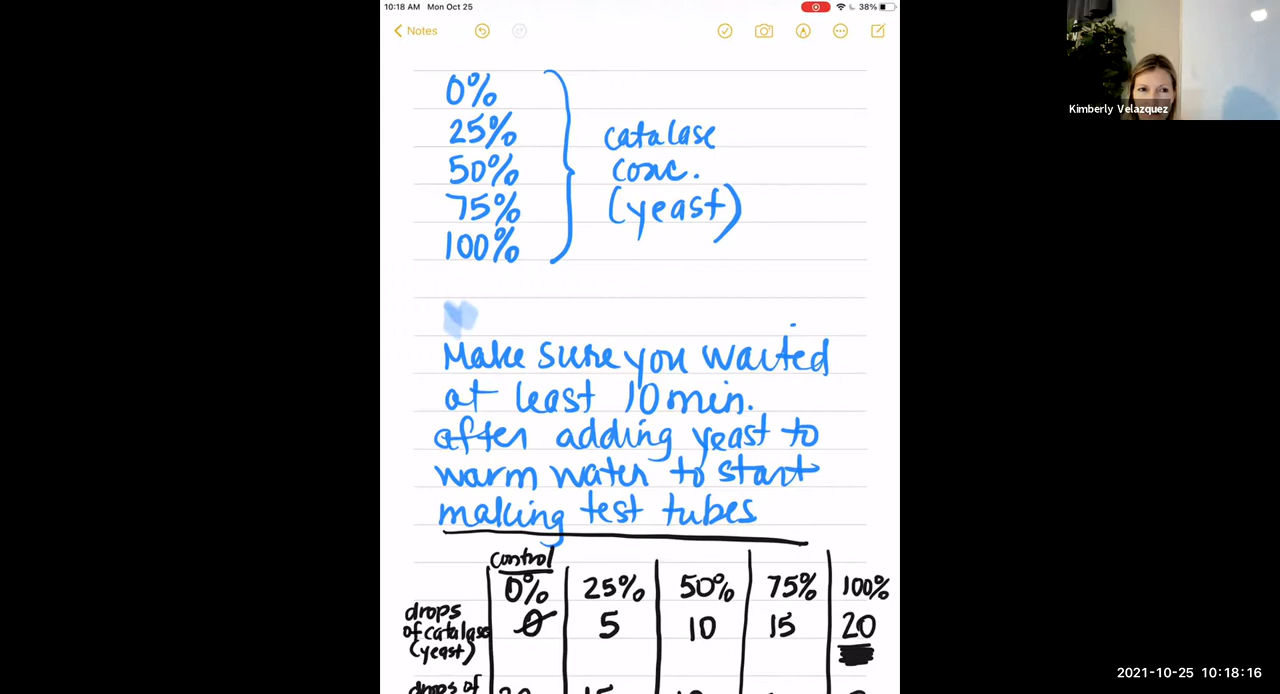 10:18 AM Mon Oct 25
38%
Notes
0%
25%
50%
75%
100%
catalase
conc.
(yeast)
Kimberly Velazquez
Make sure you waited
at least 10 min.
after adding yeast to
warm water to start
making test tubes
control
0% 25% 50% 75% 100%
drops
of catalase
(yeast)
0 5 10 15 20
drops of
2021-10-25 10:18:16